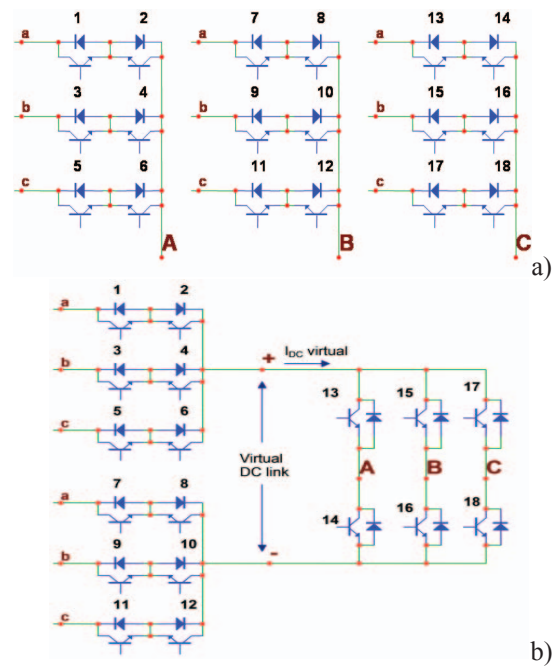 1 2 7 8 13 14
a a a
3 4 9 10 15 16
b b b
5 6 11 12 17 18
c c c
A B C
a)
1 2
a
3 4
b
+ IDC virtual
5 6
c
13 15 17
Virtual
DC link
A B C
7 8
a
14 16 18
9 10
b
-
11 12
c
b)